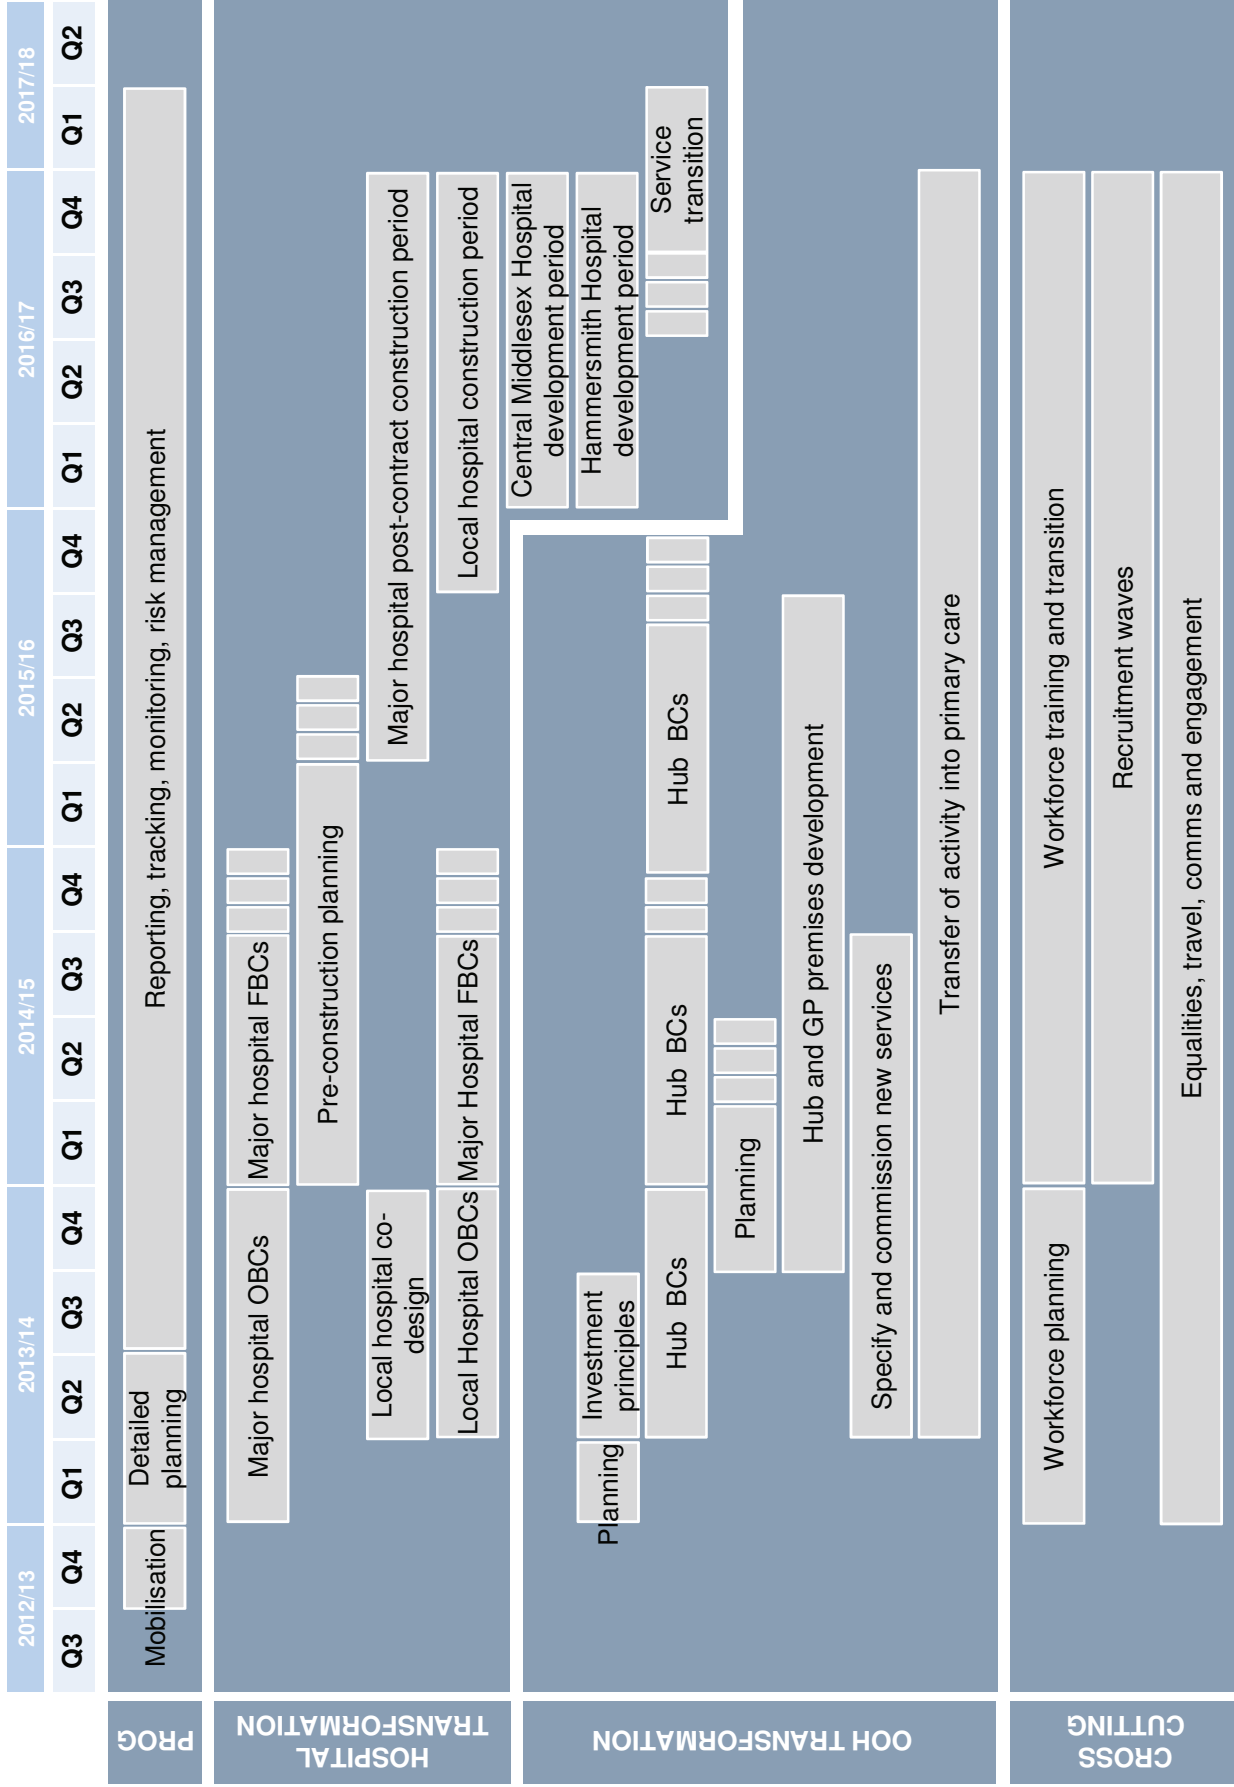 2012/13
2013/14
2014/15
2015/16
2016/17
2017/18
Q3
Q4
Q1
Q2
Q3
Q4
Q1
Q2
Q3
Q4
Q1
Q2
Q3
Q4
Q1
Q2
Q3
Q4
Q1
Q2
PROG
Mobilisation
Detailed
planning
Reporting, tracking, monitoring, risk management
HOSPITAL
TRANSFORMATION
Major hospital OBCs
Major hospital FBCs
Pre-construction planning
Local hospital co-
design
Major hospital post-contract construction period
Local Hospital OBCs
Major Hospital FBCs
Local hospital construction period
Central Middlesex Hospital
development period
Hammersmith Hospital
development period
Service
transition
OOH TRANSFORMATION
Planning
Investment
principles
Hub BCs
Hub BCs
Hub BCs
Planning
Hub and GP premises development
Specify and commission new services
Transfer of activity into primary care
CROSS
CUTTING
Workforce planning
Workforce training and transition
Recruitment waves
Equalities, travel, comms and engagement